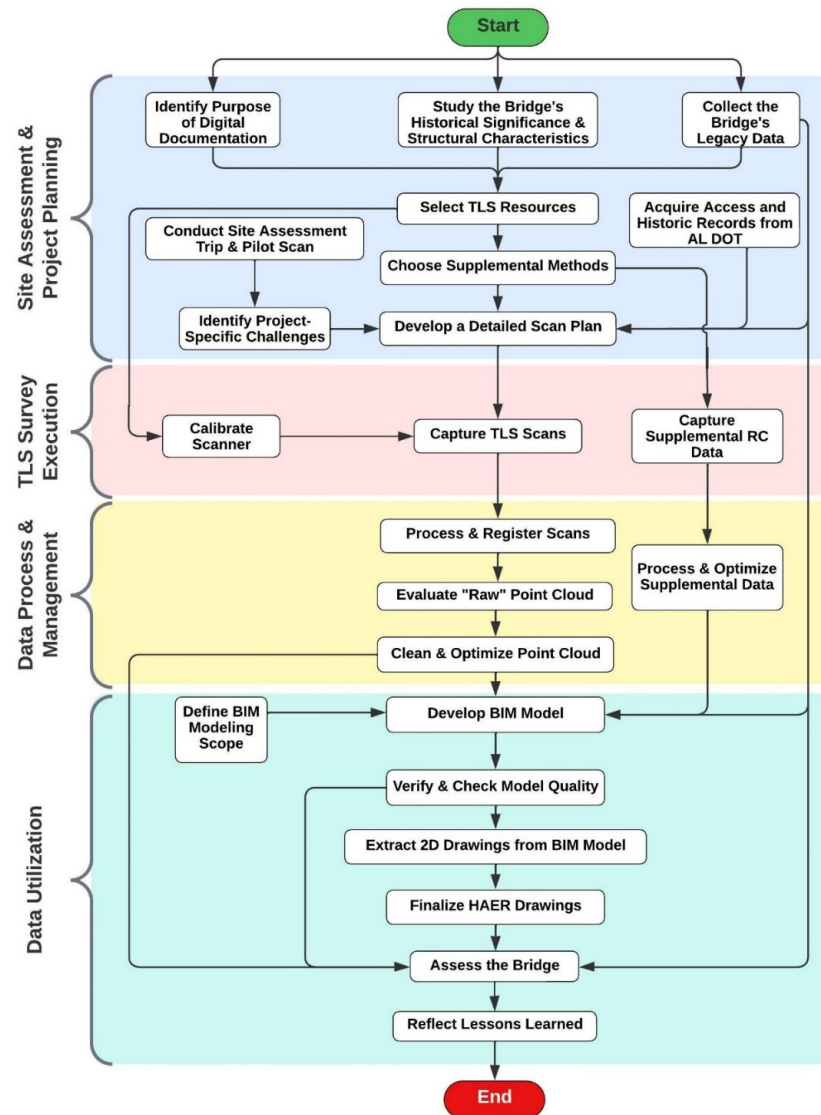 Start
Site Assessment &
Project Planning
Identify Purpose
of Digital
Documentation
Study the Bridge's
Historical Significance &
Structural Characteristics
Collect the
Bridge's
Legacy Data
Select TLS Resources
Acquire Access and
Historic Records from
AL DOT
Conduct Site Assessment
Trip & Pilot Scan
Choose Supplemental Methods
Identify Project-
Specific Challenges
Develop a Detailed Scan Plan
TLS Survey
Execution
Calibrate
Scanner
Capture TLS Scans
Capture
Supplemental RC
Data
Data Process &
Management
Process & Register Scans
Process & Optimize
Supplemental Data
Evaluate "Raw" Point Cloud
Clean & Optimize Point Cloud
Data Utilization
Define BIM
Modeling
Scope
Develop BIM Model
Verify & Check Model Quality
Extract 2D Drawings from BIM Model
Finalize HAER Drawings
Assess the Bridge
Reflect Lessons Learned
End